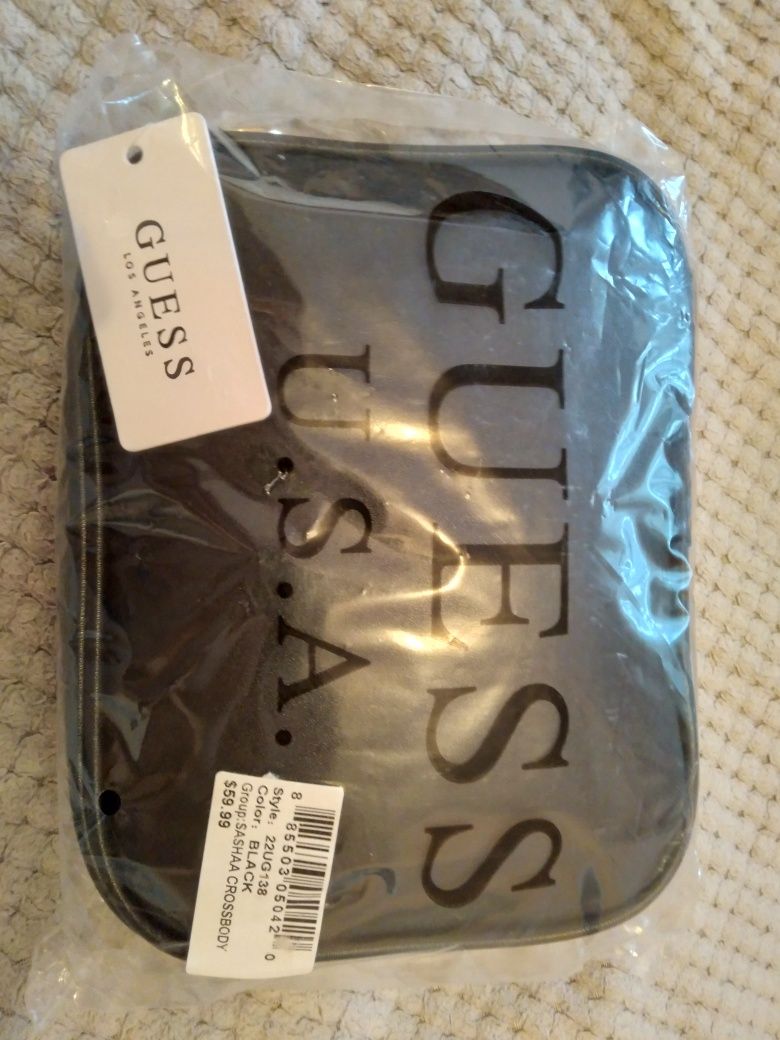 GUESS
LOS ANGELES
GUESS
U.S.A.
Style: 22UG138
Color: BLACK
Group:SASHAA CROSSBODY
$59.99